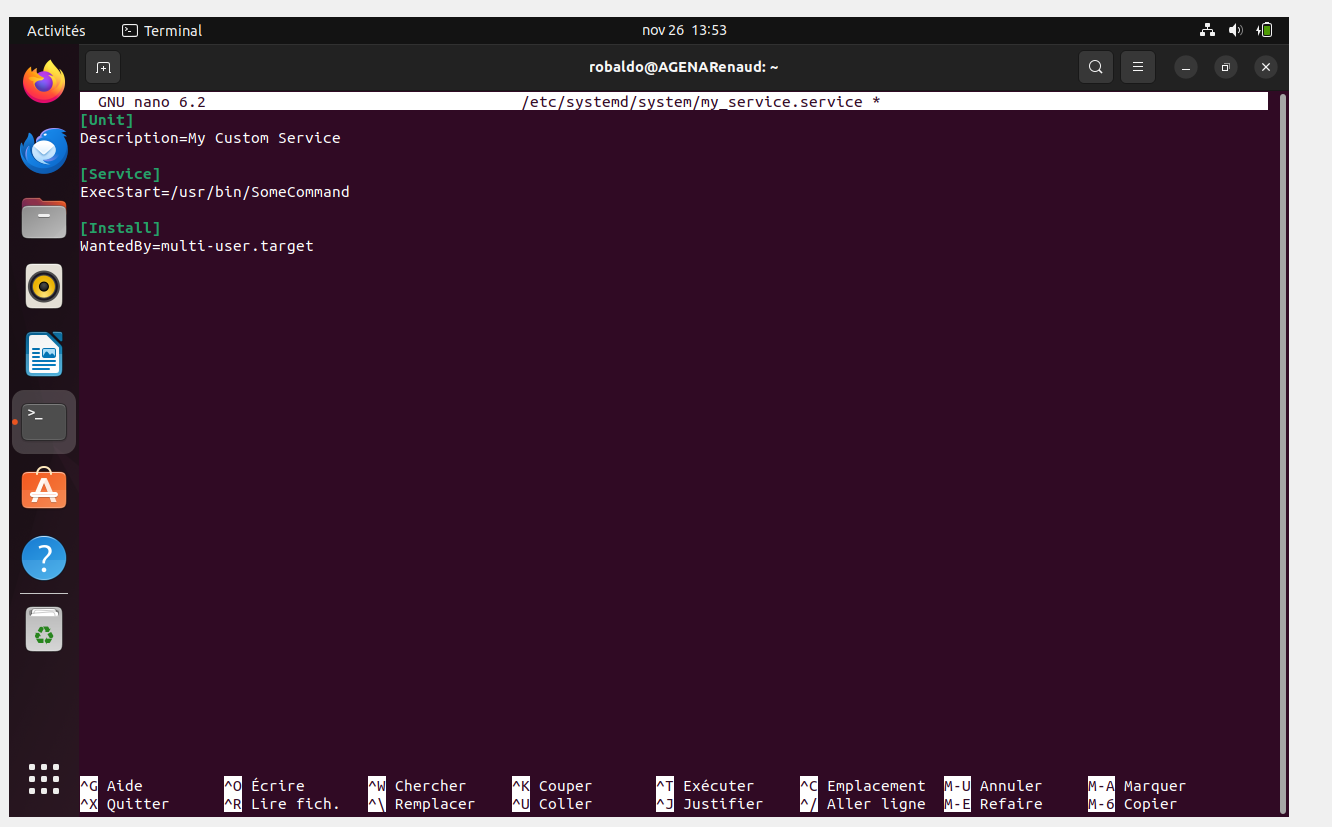 Activités Terminal nov 26 13:53
robaldo@AGENARenaud: ~
GNU nano 6.2 /etc/systemd/system/my_service.service *
[Unit]
Description=My Custom Service
[Service]
ExecStart=/usr/bin/SomeCommand
[Install]
WantedBy=multi-user.target
>_
?
^G Aide ^O Écrire ^W Chercher ^K Couper ^T Exécuter ^C Emplacement M-U Annuler M-A Marquer
^X Quitter ^R Lire fich. ^\ Remplacer ^U Coller ^J Justifier ^/ Aller ligne M-E Refaire M-6 Copier